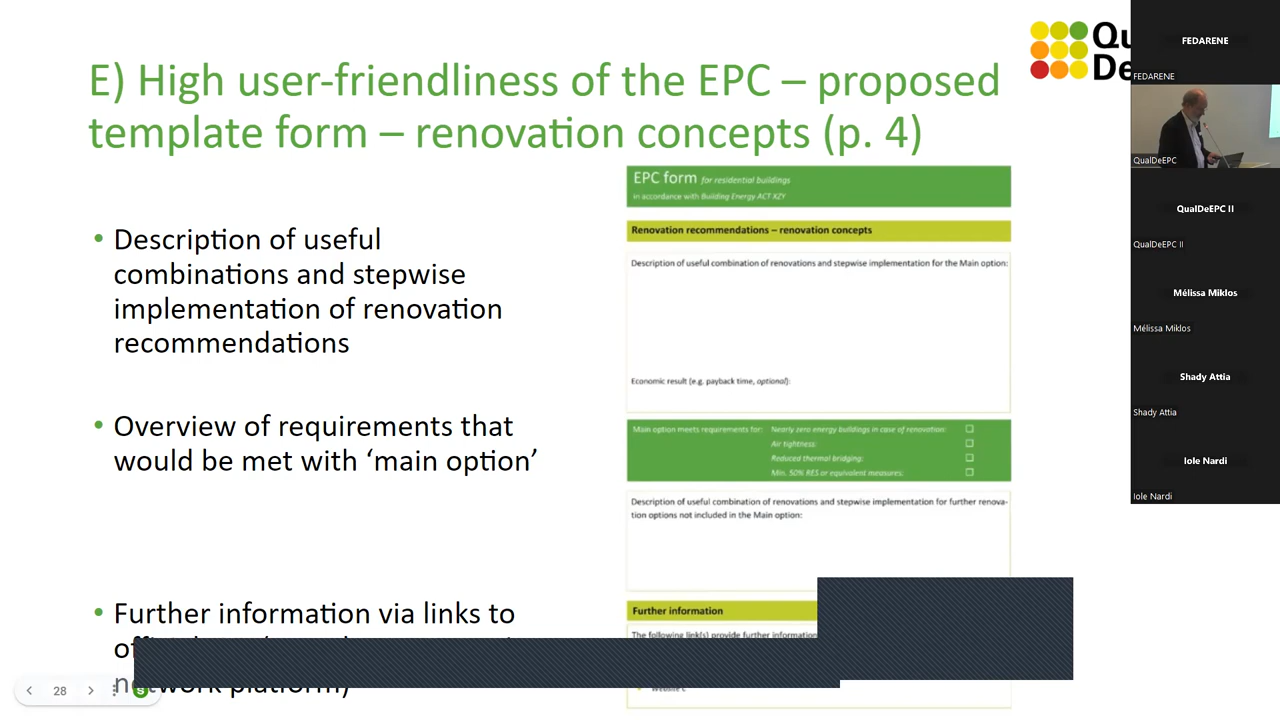 E) High user-friendliness of the EPC – proposed
template form – renovation concepts (p. 4)
• Description of useful
combinations and stepwise
implementation of renovation
recommendations
• Overview of requirements that
would be met with ‘main option’
• Further information via links to
platform)
28
EPC form for residential buildings
in accordance with Building Energy ACT XZY
Renovation recommendations – renovation concepts
Description of useful combination of renovations and stepwise implementation for the Main option:
Economic result (e.g. payback time, optional):
Main option meets requirements for: Nearly zero energy buildings in case of renovation:
Air tightness:
Reduced thermal bridging:
Min. 50% RES or equivalent measures:
Description of useful combination of renovations and stepwise implementation for further renova-
tion options not included in the Main option:
Further information
The following link(s) provide further information
Website C
Qu
De
FEDARENE
FEDARENE
QualDeEPC
QualDeEPC II
QualDeEPC II
Mélissa Miklos
Mélissa Miklos
Shady Attia
Shady Attia
Iole Nardi
Iole Nardi